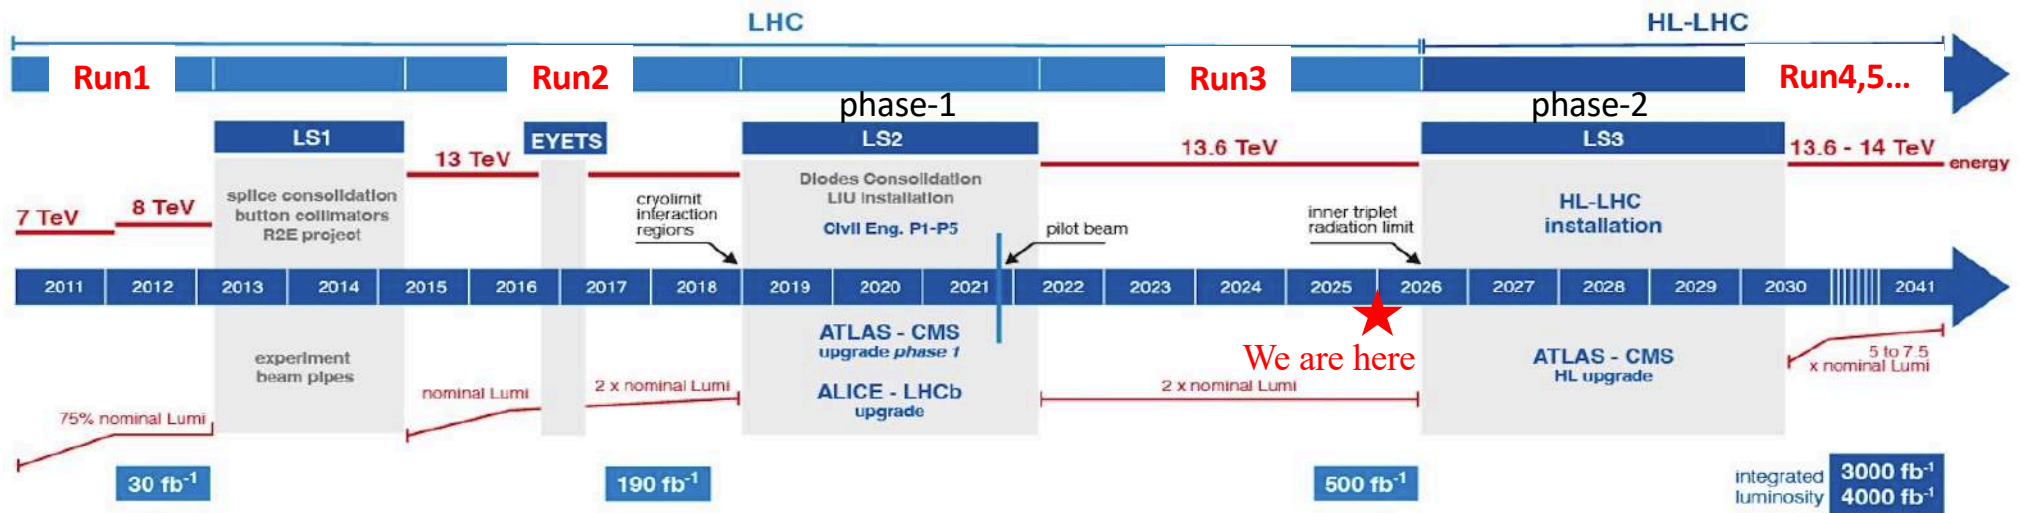 LHC
HL-LHC
Run1
Run2
Run3
Run4,5...
phase-1
phase-2
LS1
EYETS
LS2
LS3
7 TeV
8 TeV
13 TeV
13.6 TeV
13.6 - 14 TeV
energy
splice consolidation
button collimators
R2E project
cryolimit
interaction
regions
Diodes Consolidation
LIU Installation
Civil Eng. P1-P5
pilot beam
inner triplet
radiation limit
HL-LHC
installation
2011
2012
2013
2014
2015
2016
2017
2018
2019
2020
2021
2022
2023
2024
2025
2026
2027
2028
2029
2030
2041
We are here
experiment
beam pipes
ATLAS - CMS
upgrade phase 1
ALICE - LHCb
upgrade
ATLAS - CMS
HL upgrade
75% nominal Lumi
nominal Lumi
2 x nominal Lumi
2 x nominal Lumi
5 to 7.5
x nominal Lumi
30 fb-1
190 fb-1
500 fb-1
integrated
luminosity
3000 fb-1
4000 fb-1